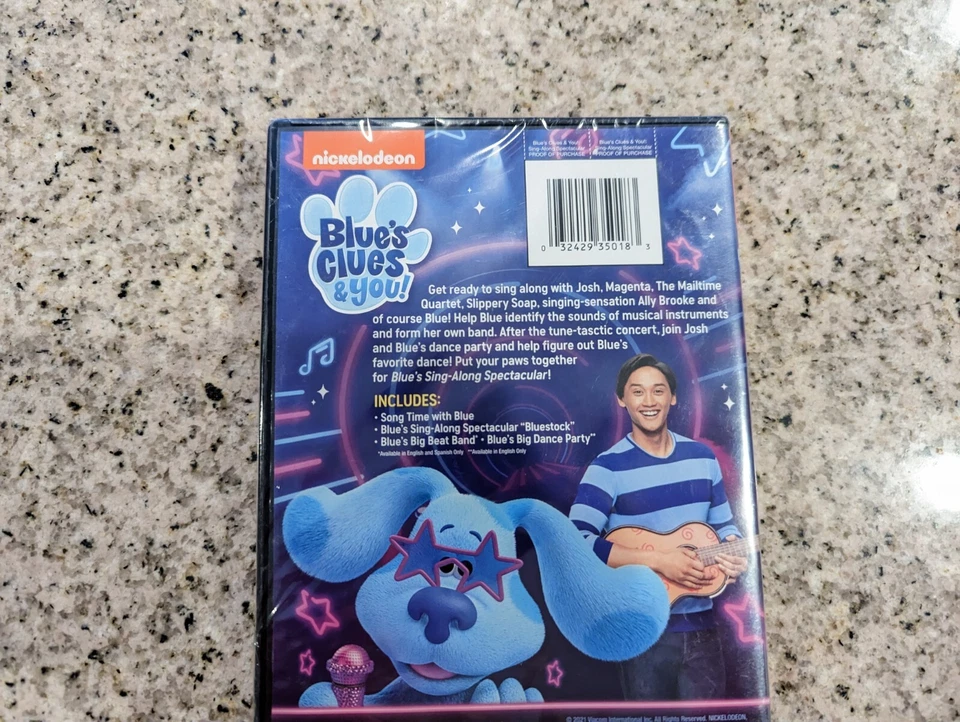 nickelodeon
Blue's Clues & You! Blue's Clues & You!
Sing-Along Spectacular Sing-Along Spectacular
PROOF OF PURCHASE PROOF OF PURCHASE
0 32429 35018 3
Blue's
Clues
& You!
Get ready to sing along with Josh, Magenta, The Mailtime
Quartet, Slippery Soap, singing-sensation Ally Brooke and
of course Blue! Help Blue identify the sounds of musical instruments
and form her own band. After the tune-tasctic concert, join Josh
and Blue's dance party and help figure out Blue's
favorite dance! Put your paws together
for Blue's Sing-Along Spectacular!
INCLUDES:
• Song Time with Blue
• Blue's Sing-Along Spectacular "Bluestock"
• Blue's Big Beat Band* • Blue's Big Dance Party**
*Available in English and Spanish Only **Available in English Only
© 2021 Viacom International Inc. All Rights Reserved. NICKELODEON,